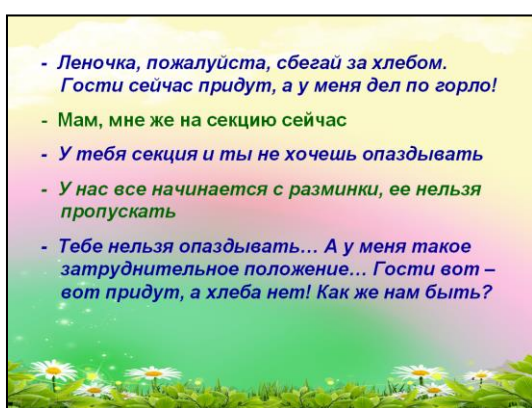 - Леночка, пожалуйста, сбегай за хлебом.
Гости сейчас придут, а у меня дел по горло!
- Мам, мне же на секцию сейчас
- У тебя секция и ты не хочешь опаздывать
- У нас все начинается с разминки, ее нельзя
пропускать
- Тебе нельзя опаздывать… А у меня такое
затруднительное положение… Гости вот –
вот придут, а хлеба нет! Как же нам быть?